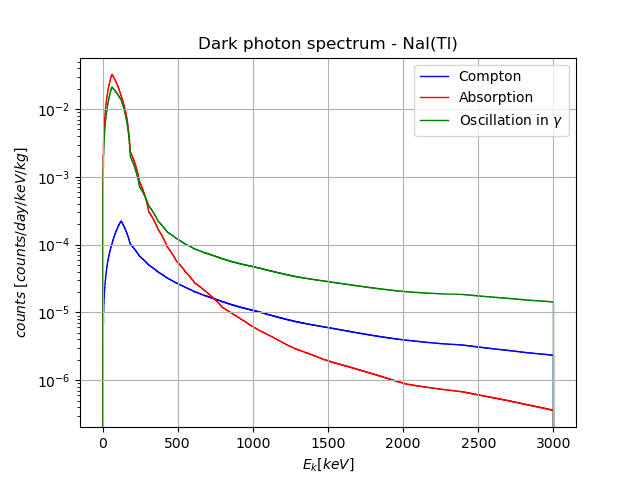 Dark photon spectrum - NaI(Tl)
Compton
Absorption
Oscillation in γ
counts [counts/day/keV/kg]
10⁻²
10⁻³
10⁻⁴
10⁻⁵
10⁻⁶
0 500 1000 1500 2000 2500 3000
E_k[keV]